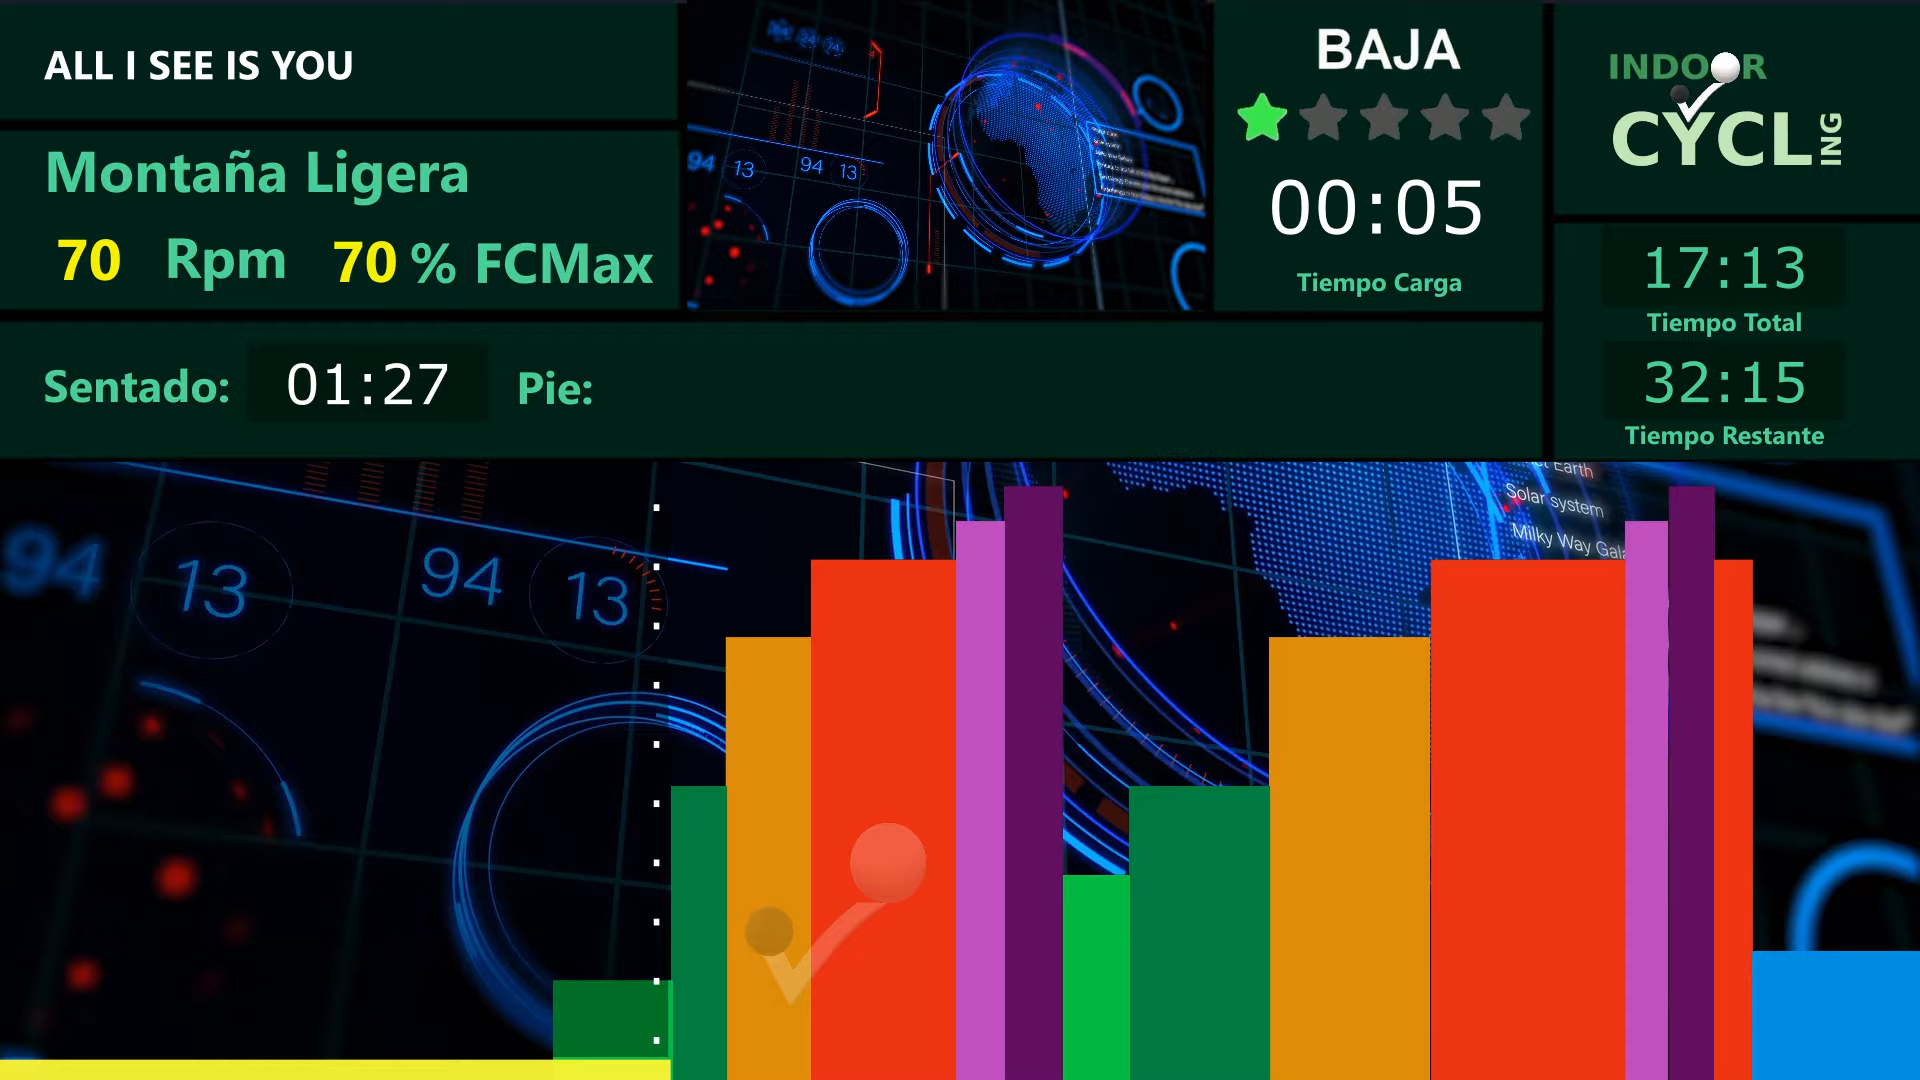 ALL I SEE IS YOU
Montaña Ligera
70 Rpm 70 % FCMax
94 13 94 13
BAJA
00:05
Tiempo Carga
INDOOR
CYCLING
17:13
Tiempo Total
32:15
Tiempo Restante
Sentado: 01:27 Pie:
94 13 94 13
Earth
Solar system
Milky Way